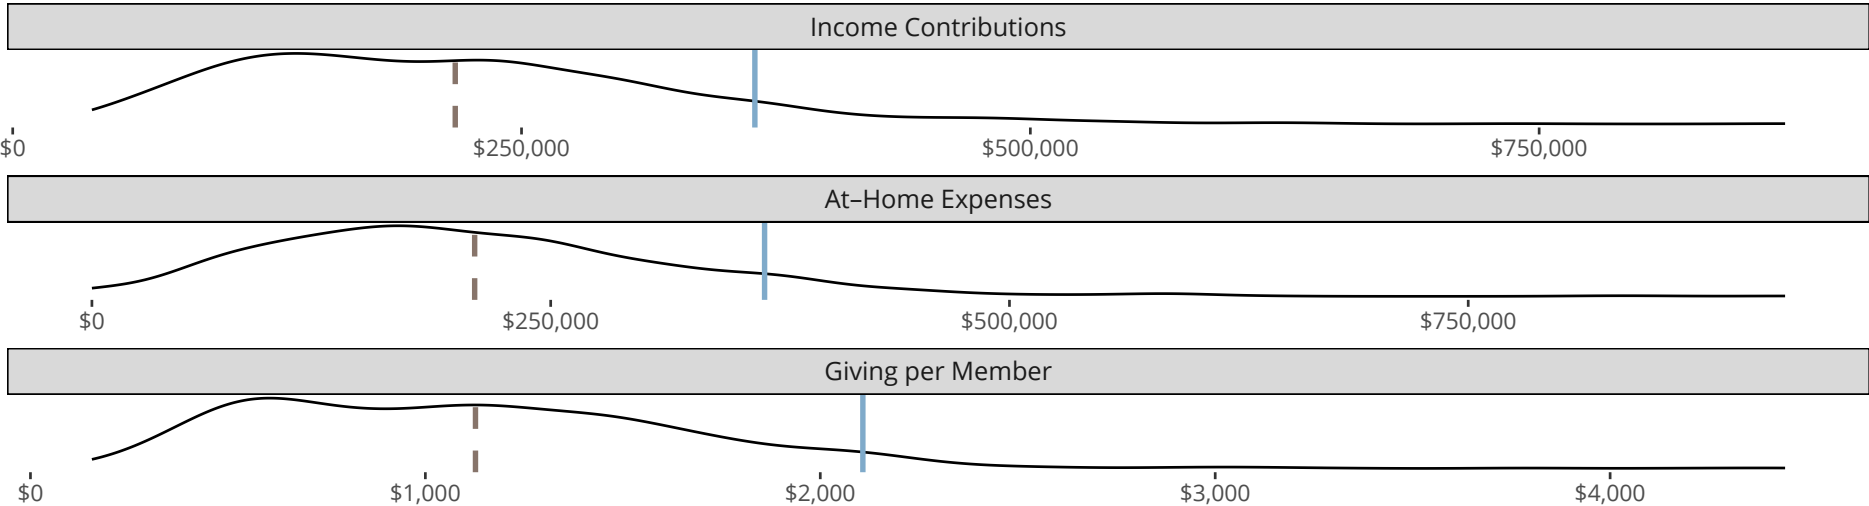 Income Contributions
$0 $250,000 $500,000 $750,000
At–Home Expenses
$0 $250,000 $500,000 $750,000
Giving per Member
$0 $1,000 $2,000 $3,000 $4,000